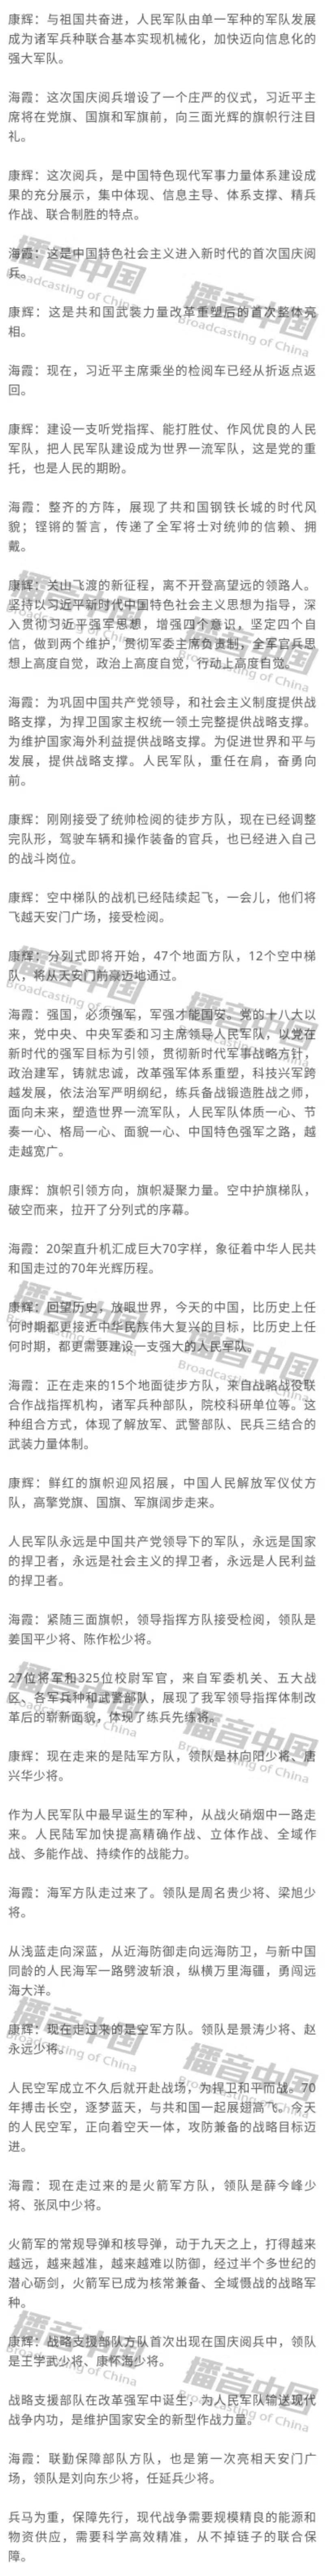 康辉：与祖国共奋进，人民军队由单一军种的军队发展
成为诸军兵种联合基本实现机械化，加快迈向信息化的
强大军队。
海霞：这次国庆阅兵增设了一个庄严的仪式，习近平主
席将在党旗、国旗和军旗前，向三面光辉的旗帜行注目
礼。
康辉：这次阅兵，是中国特色现代军事力量体系建设成
果的充分展示，集中体现、信息主导、体系支撑、精兵
作战、联合制胜的特点。
海霞：这是中国特色社会主义进入新时代的首次国庆阅
兵。
康辉：这是共和国武装力量改革重塑后的首次整体亮
相。
海霞：现在，习近平主席乘坐的检阅车已经从折返点返
回。
康辉：建设一支听党指挥、能打胜仗、作风优良的人民
军队，把人民军队建设成为世界一流军队，这是党的重
托，也是人民的期盼。
海霞：整齐的方阵，展现了共和国钢铁长城的时代风
貌；铿锵的誓言，传递了全军将士对统帅的信赖、拥
戴。
康辉：关山飞渡的新征程，离不开登高望远的领路人。
坚持以习近平新时代中国特色社会主义思想为指导，深
入贯彻习近平强军思想，增强四个意识，坚定四个自
信，做到两个维护，贯彻军委主席负责制，全军官兵思
想上高度自觉，政治上高度自觉，行动上高度自觉。
海霞：为巩固中国共产党领导，和社会主义制度提供战
略支撑，为捍卫国家主权统一领土完整提供战略支撑。
为维护国家海外利益提供战略支撑。为促进世界和平与
发展，提供战略支撑。人民军队，重任在肩，奋勇向
前。
康辉：刚刚接受了统帅检阅的徒步方队，现在已经调整
完队形，驾驶车辆和操作装备的官兵，也已经进入自己
的战斗岗位。
康辉：空中梯队的战机已经陆续起飞，一会儿，他们将
飞越天安门广场，接受检阅。
康辉：分列式即将开始，47个地面方队，12个空中梯
队，将从天安门前豪迈地通过。
海霞：强国，必须强军，军强才能国安。党的十八大以
来，党中央、中央军委和习主席领导人民军队，以党在
新时代的强军目标为引领，贯彻新时代军事战略方针，
政治建军，铸就忠诚，改革强军体系重塑，科技兴军跨
越发展，依法治军严明纲纪，练兵备战锻造胜战之师，
面向未来，塑造世界一流军队，人民军队体质一心、节
奏一心、格局一心、面貌一心、中国特色强军之路，越
走越宽广。
康辉：旗帜引领方向，旗帜凝聚力量。空中护旗梯队，
破空而来，拉开了分列式的序幕。
海霞：20架直升机汇成巨大70字样，象征着中华人民共
和国走过的70年光辉历程。
康辉：回望历史，放眼世界，今天的中国，比历史上任
何时期都更接近中华民族伟大复兴的目标，比历史上任
何时期，都更需要建设一支强大的人民军队。
海霞：正在走来的15个地面徒步方队，来自战略战役联
合作战指挥机构，诸军兵种部队，院校科研单位等。这
种组合方式，体现了解放军、武警部队、民兵三结合的
武装力量体制。
康辉：鲜红的旗帜迎风招展，中国人民解放军仪仗方
队，高擎党旗、国旗、军旗阔步走来。
人民军队永远是中国共产党领导下的军队，永远是国家
的捍卫者，永远是社会主义的捍卫者，永远是人民利益
的捍卫者。
海霞：紧随三面旗帜，领导指挥方队接受检阅，领队是
姜国平少将、陈作松少将。
27位将军和325位校尉军官，来自军委机关、五大战
区、各军兵种和武警部队，展现了我军领导指挥体制改
革后的崭新面貌，体现了练兵先练将。
康辉：现在走来的是陆军方队，领队是林向阳少将、唐
兴华少将。
作为人民军队中最早诞生的军种，从战火硝烟中一路走
来。人民陆军加快提高精确作战、立体作战、全域作
战、多能作战、持续作的战能力。
海霞：海军方队走过来了。领队是周名贵少将、梁旭少
将。
从浅蓝走向深蓝，从近海防御走向远海防卫，与新中国
同龄的人民海军一路劈波斩浪，纵横万里海疆，勇闯远
海大洋。
康辉：现在走过来的是空军方队。领队是景涛少将、赵
永远少将。
人民空军成立不久后就开赴战场，为捍卫和平而战。70
年搏击长空，逐梦蓝天，与共和国一起展翅高飞。今天
的人民空军，正向着空天一体，攻防兼备的战略目标迈
进。
海霞：现在走过来的是火箭军方队，领队是薛今峰少
将、张凤中少将。
火箭军的常规导弹和核导弹，动于九天之上，打得越来
越远，越来越准，越来越难以防御，经过半个多世纪的
潜心砺剑，火箭军已成为核常兼备、全域慑战的战略军
种。
康辉：战略支援部队方队首次出现在国庆阅兵中，领队
是王学武少将、康怀海少将。
战略支援部队在改革强军中诞生，为人民军队输送现代
战争内功，是维护国家安全的新型作战力量。
海霞：联勤保障部队方队，也是第一次亮相天安门广
场，领队是刘向东少将，任延兵少将。
兵马为重，保障先行，现代战争需要规模精良的能源和
物资供应，需要科学高效精准，从不掉链子的联合保
障。